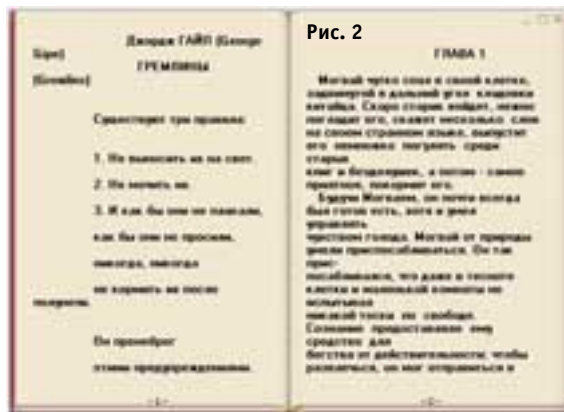 Рис. 2
Джордж ГАЙП (George
Gipe)
ГРЕМЛИНЫ
(Gremlins)
Существует три правила:
1. Не выносить их на свет.
2. Не мочить их.
3. И как бы они не плакали,
как бы они не просили,
никогда, никогда
не кормить их после
полуночи.
Он пренебрег
этими предупреждениями.
-1-
ГЛАВА 1
Могвай чутко спал в своей клетке,
задвинутой в дальний угол кладовки
китайца. Скоро старик войдет, нежно
погладит его, скажет несколько слов
на своем странном языке, выпустит
его немножко погулять среди
старых
книг и безделушек, а потом - самое
приятное, покормит его.
Будучи Могваем, он почти всегда
был готов есть, хотя и умел
управлять
чувством голода. Могваи от природы
умели приспосабливаться. Он так
прис-
пособился, что даже в тесноте
клетки и маленькой комнаты не
испытывал
никакой тоски по свободе.
Сознание предоставляло ему
средство для
бегства от действительности: чтобы
развлечься, он мог отправиться в
-2-